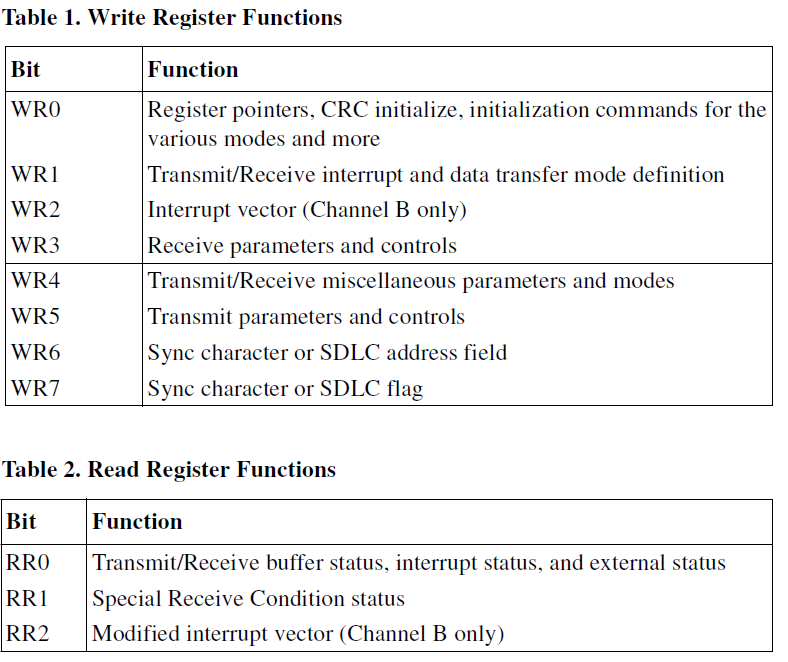 Table 1. Write Register Functions
Bit Function
WR0 Register pointers, CRC initialize, initialization commands for the
various modes and more
WR1 Transmit/Receive interrupt and data transfer mode definition
WR2 Interrupt vector (Channel B only)
WR3 Receive parameters and controls
WR4 Transmit/Receive miscellaneous parameters and modes
WR5 Transmit parameters and controls
WR6 Sync character or SDLC address field
WR7 Sync character or SDLC flag
Table 2. Read Register Functions
Bit Function
RR0 Transmit/Receive buffer status, interrupt status, and external status
RR1 Special Receive Condition status
RR2 Modified interrupt vector (Channel B only)